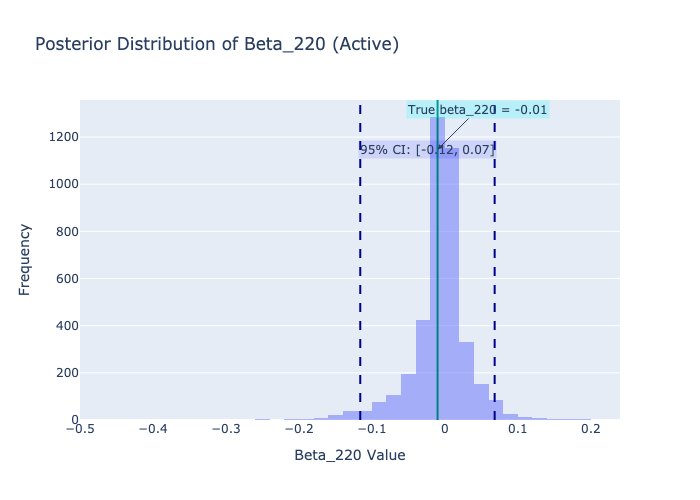 Posterior Distribution of Beta_220 (Active)
True beta_220 = -0.01
95% CI: [-0.12, 0.07]
1200
1000
800
600
400
200
0
Frequency
−0.5 −0.4 −0.3 −0.2 −0.1 0 0.1 0.2
Beta_220 Value